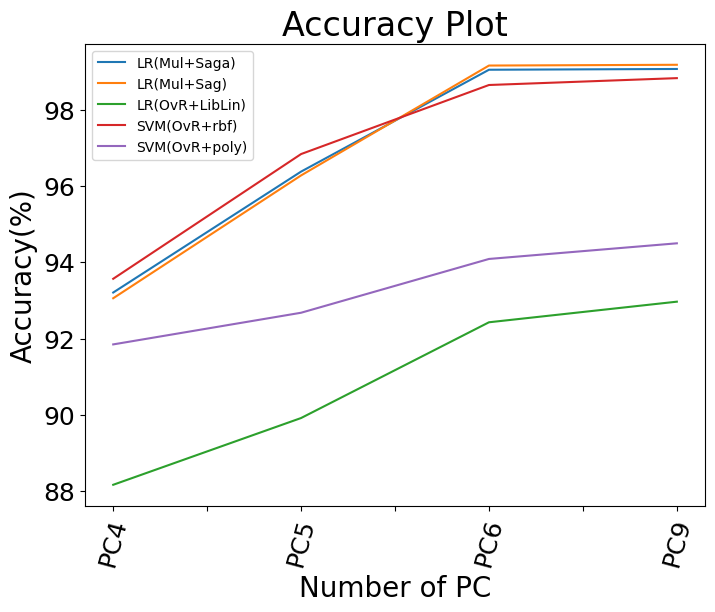 Accuracy Plot
LR(Mul+Saga)
LR(Mul+Sag)
LR(OvR+LibLin)
SVM(OvR+rbf)
SVM(OvR+poly)
Accuracy(%)
98
96
94
92
90
88
PC4
PC5
PC6
PC9
Number of PC